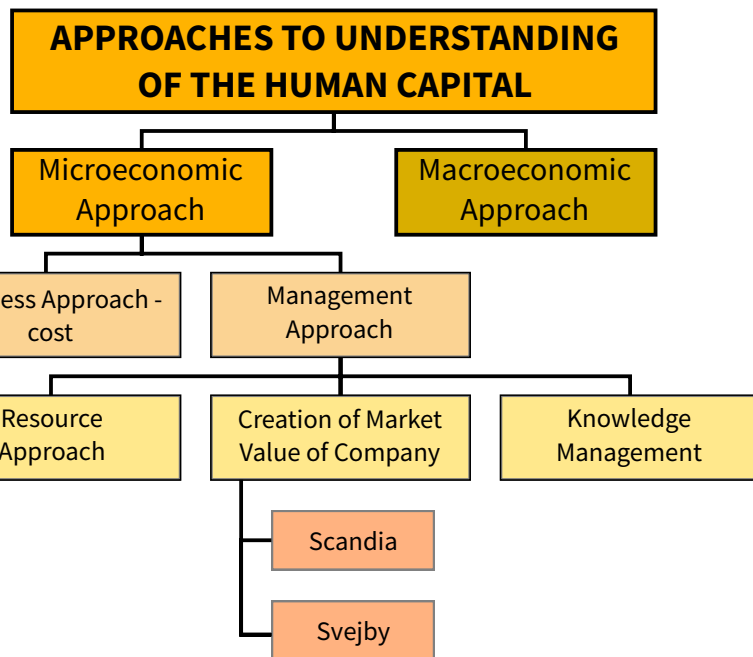 APPROACHES TO UNDERSTANDING
OF THE HUMAN CAPITAL
Microeconomic
Approach
Macroeconomic
Approach
ess Approach -
cost
Management
Approach
Resource
Approach
Creation of Market
Value of Company
Knowledge
Management
Scandia
Svejby